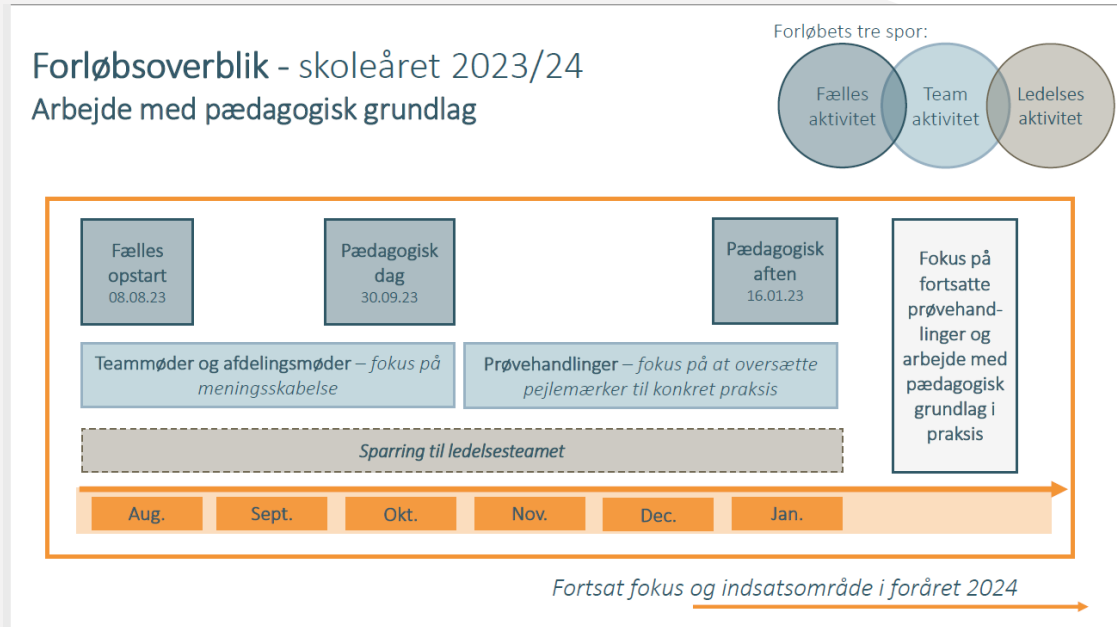 Forløbets tre spor:
Forløbsoverblik - skoleåret 2023/24
Arbejde med pædagogisk grundlag
Fælles
aktivitet
Team
aktivitet
Ledelses
aktivitet
Fælles
opstart
08.08.23
Pædagogisk
dag
30.09.23
Pædagogisk
aften
16.01.23
Fokus på
fortsatte
prøvehand-
linger og
arbejde med
pædagogisk
grundlag i
praksis
Teammøder og afdelingsmøder – fokus på
meningsskabelse
Prøvehandlinger – fokus på at oversætte
pejlemærker til konkret praksis
Sparring til ledelsesteamet
Aug.
Sept.
Okt.
Nov.
Dec.
Jan.
Fortsat fokus og indsatsområde i foråret 2024